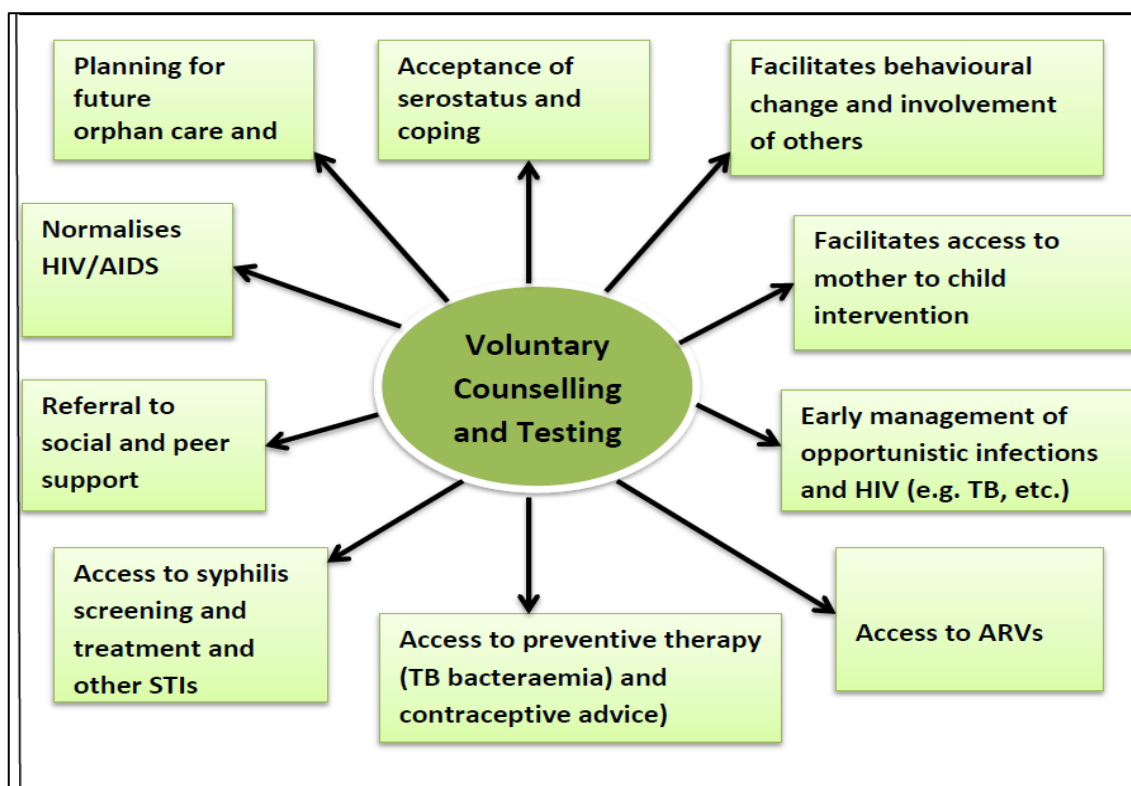 Planning for
future
orphan care and
Acceptance of
serostatus and
coping
Facilitates behavioural
change and involvement
of others
Normalises
HIV/AIDS
Facilitates access to
mother to child
intervention
Voluntary
Counselling
and Testing
Referral to
social and peer
support
Early management of
opportunistic infections
and HIV (e.g. TB, etc.)
Access to syphilis
screening and
treatment and
other STIs
Access to preventive therapy
(TB bacteraemia) and
contraceptive advice)
Access to ARVs